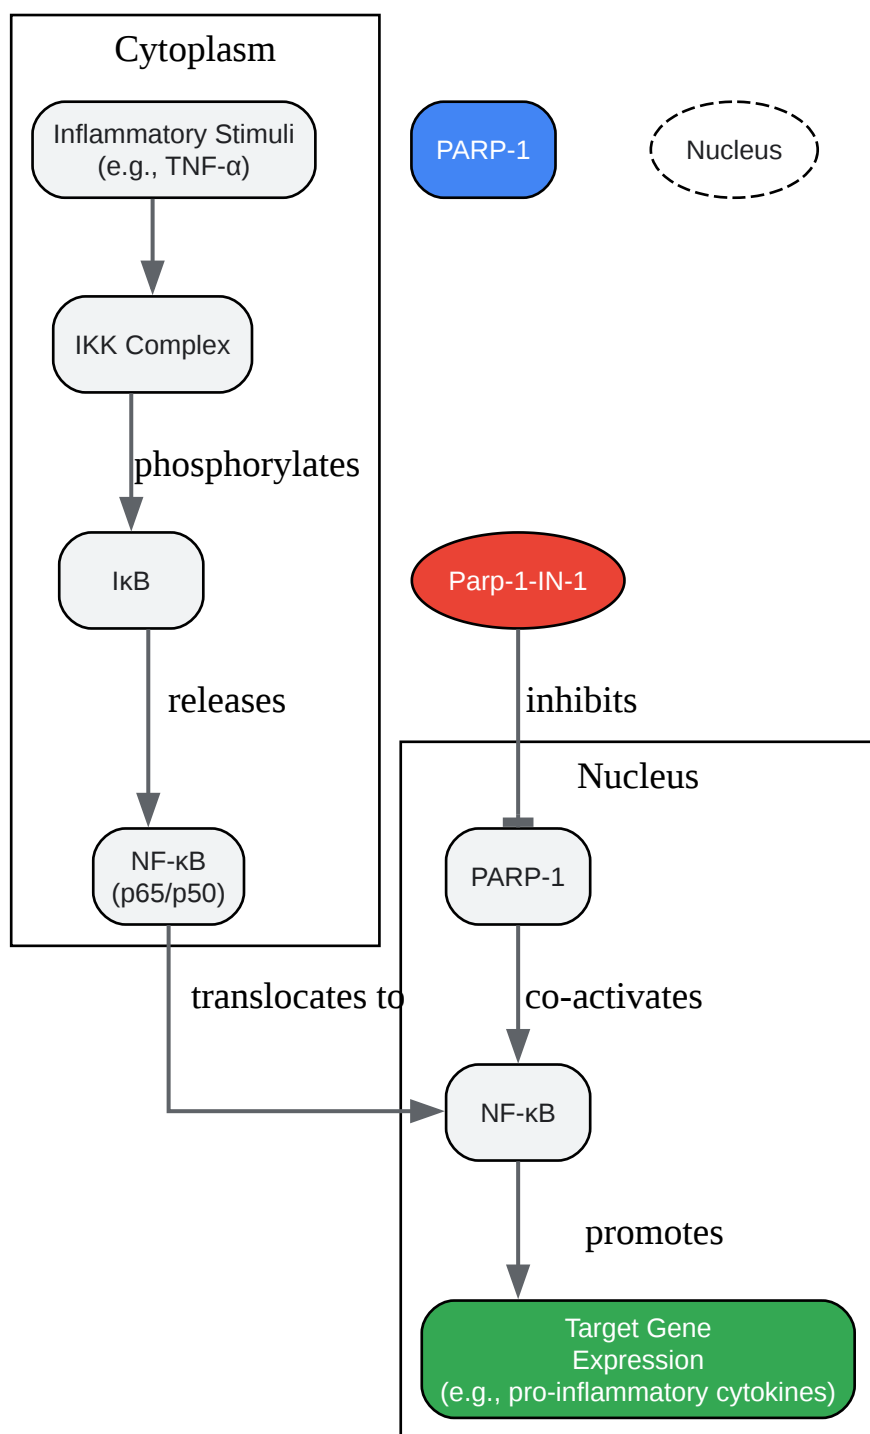 Cytoplasm
Inflammatory Stimuli
(e.g., TNF-α)
PARP-1
Nucleus
IKK Complex
phosphorylates
IκB
Parp-1-IN-1
releases
inhibits
Nucleus
NF-κB
(p65/p50)
PARP-1
translocates to
co-activates
NF-κB
promotes
Target Gene
Expression
(e.g., pro-inflammatory cytokines)